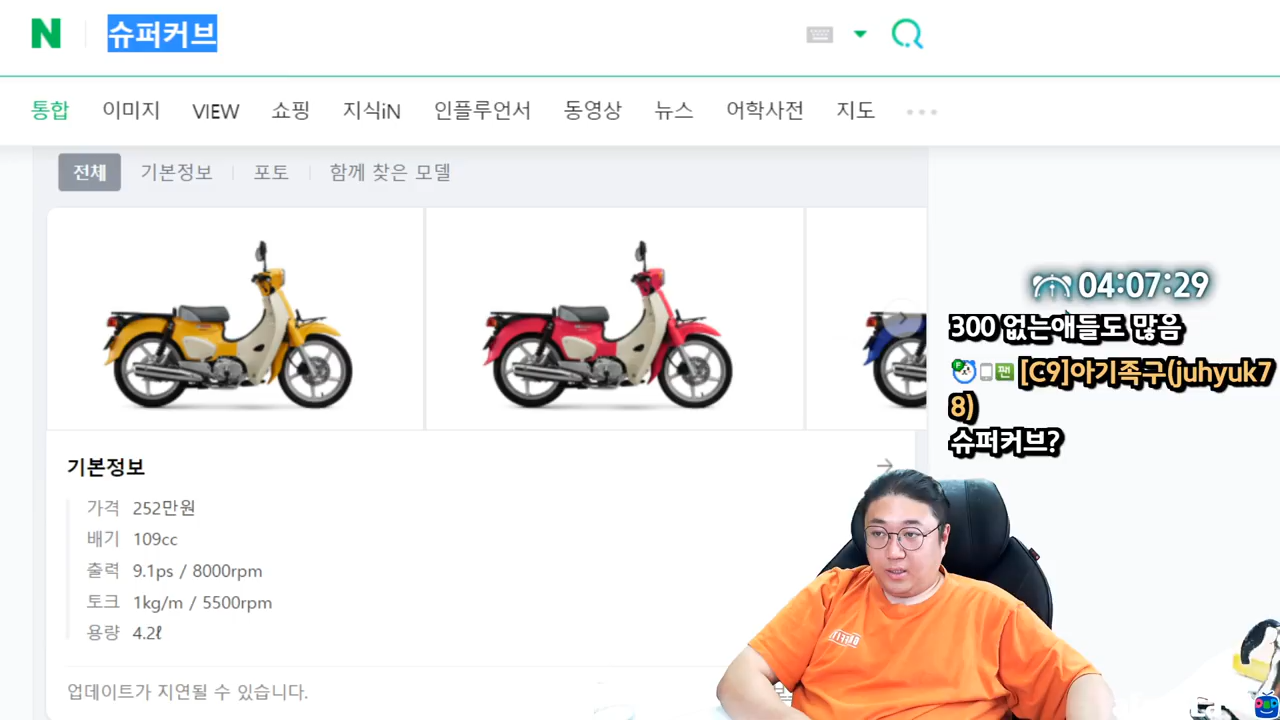 N
슈퍼커브
통합 이미지 VIEW 쇼핑 지식iN 인플루언서 동영상 뉴스 어학사전 지도
전체 기본정보 포토 함께 찾은 모델
04:07:29
300 없는애들도 많음
팬 [C9]아기족구(juhyuk7
8)
슈퍼커브?
기본정보
가격 252만원
배기 109cc
출력 9.1ps / 8000rpm
토크 1kg/m / 5500rpm
용량 4.2ℓ
업데이트가 지연될 수 있습니다.